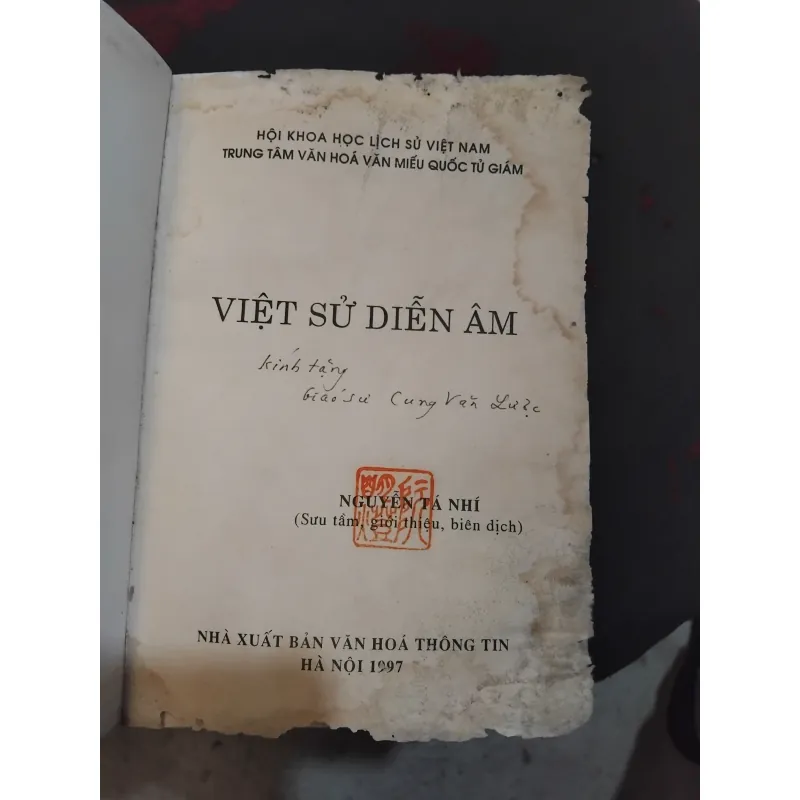 HỘI KHOA HỌC LỊCH SỬ VIỆT NAM
TRUNG TÂM VĂN HOÁ VĂN MIẾU QUỐC TỬ GIÁM
VIỆT SỬ DIỄN ÂM
Kính tặng
Giáo sư Cung Văn Lược
NGUYỄN TÁ NHÍ
(Sưu tầm, giới thiệu, biên dịch)
NHÀ XUẤT BẢN VĂN HOÁ THÔNG TIN
HÀ NỘI 1997